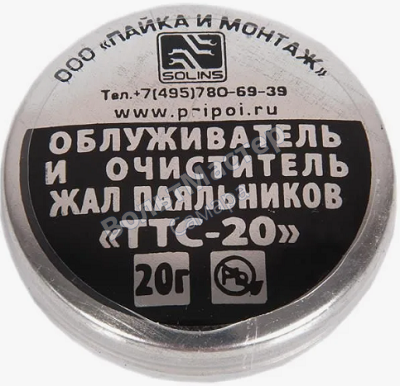 ООО «ПАЙКА И МОНТАЖ»
SOLINS
Тел.+7(495)780-69-39
www.pripoi.ru
ОБЛУЖИВАТЕЛЬ
И ОЧИСТИТЕЛЬ
ЖАЛ ПАЯЛЬНИКОВ
«ТТС-20»
20г
Pb